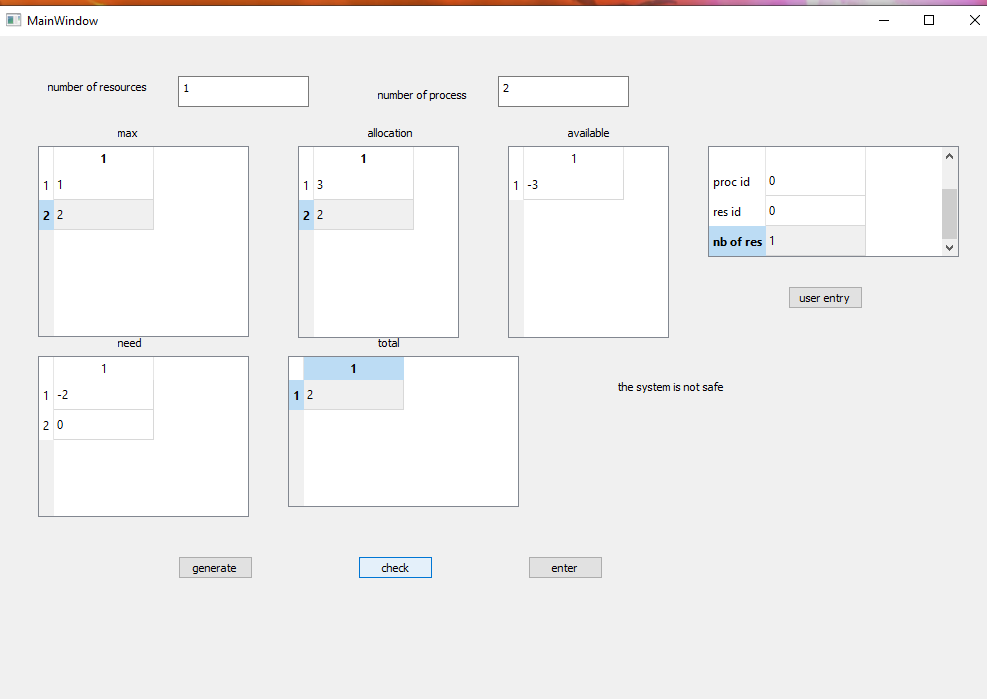 MainWindow
number of resources 1 number of process 2
max allocation available
1 1 1
1 1 1 3 1 -3 proc id 0
2 2 2 2 res id 0
nb of res 1
user entry
need total
1 1
1 -2 1 2 the system is not safe
2 0
generate check enter